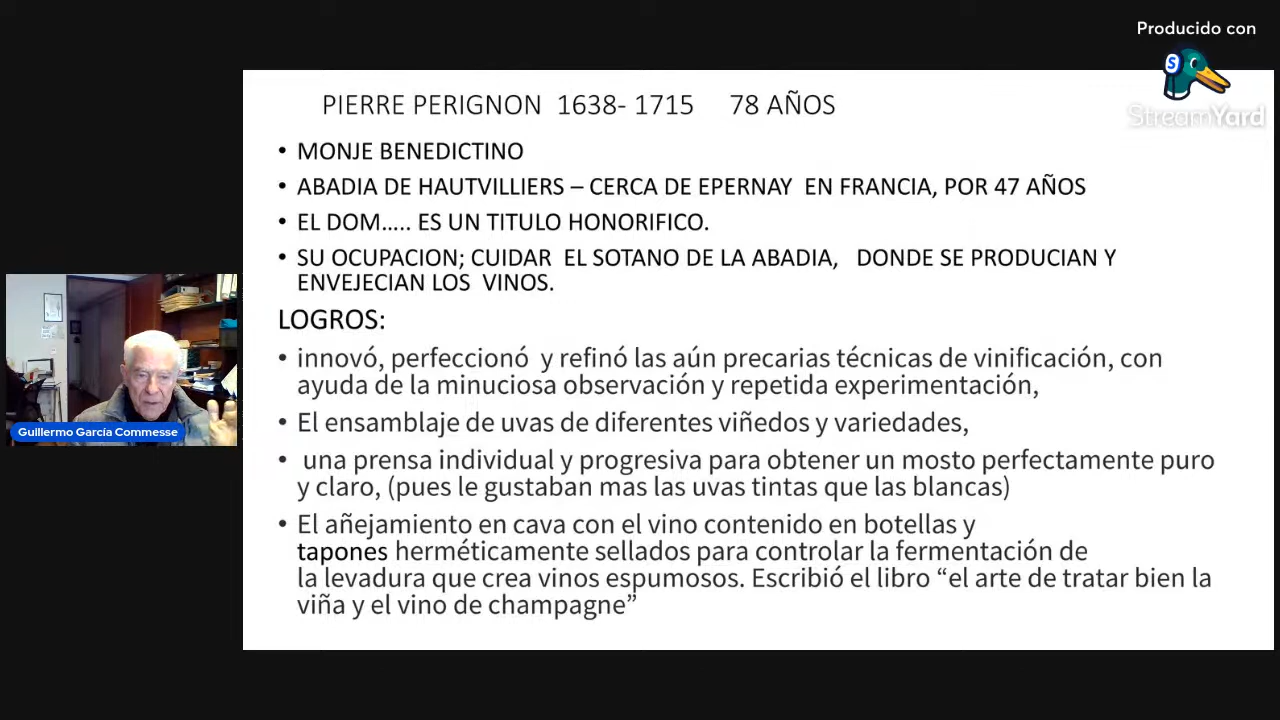 Producido con
StreamYard
PIERRE PERIGNON 1638- 1715 78 AÑOS
• MONJE BENEDICTINO
• ABADIA DE HAUTVILLIERS – CERCA DE EPERNAY EN FRANCIA, POR 47 AÑOS
• EL DOM….. ES UN TITULO HONORIFICO.
• SU OCUPACION; CUIDAR EL SOTANO DE LA ABADIA, DONDE SE PRODUCIAN Y
ENVEJECIAN LOS VINOS.
LOGROS:
• innovó, perfeccionó y refinó las aún precarias técnicas de vinificación, con
ayuda de la minuciosa observación y repetida experimentación,
• El ensamblaje de uvas de diferentes viñedos y variedades,
• una prensa individual y progresiva para obtener un mosto perfectamente puro
y claro, (pues le gustaban mas las uvas tintas que las blancas)
• El añejamiento en cava con el vino contenido en botellas y
tapones herméticamente sellados para controlar la fermentación de
la levadura que crea vinos espumosos. Escribió el libro “el arte de tratar bien la
viña y el vino de champagne”
Guillermo García Commesse